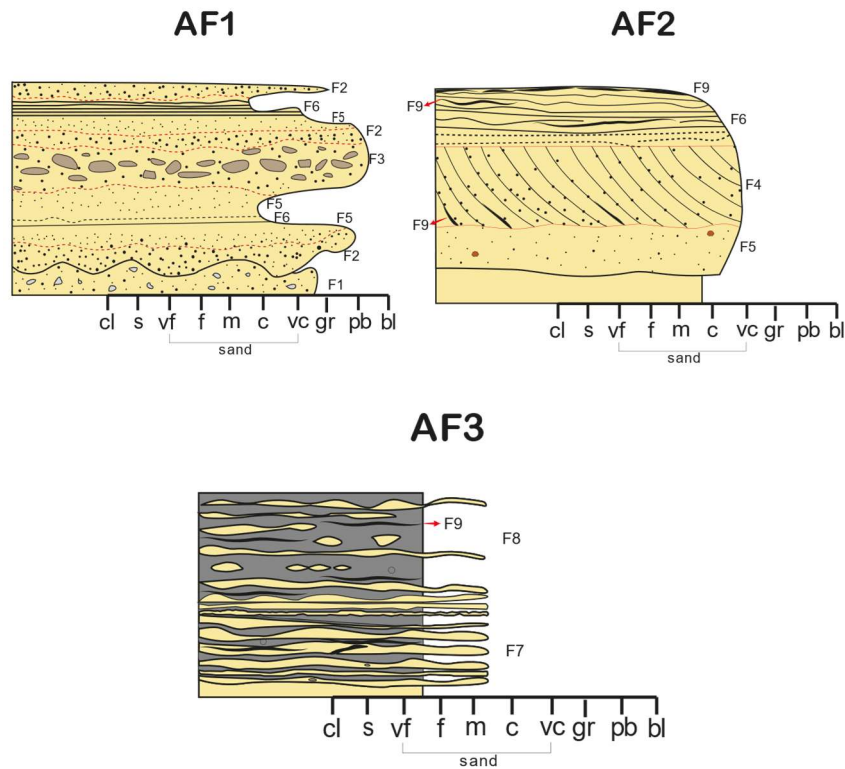 AF1
F2
F6
F5
F2
F3
F5
F6
F5
F2
F1
cl s vf f m c vc gr pb bl
sand
AF2
F9
F9
F6
F4
F9
F5
cl s vf f m c vc gr pb bl
sand
AF3
F9
F8
F7
cl s vf f m c vc gr pb bl
sand